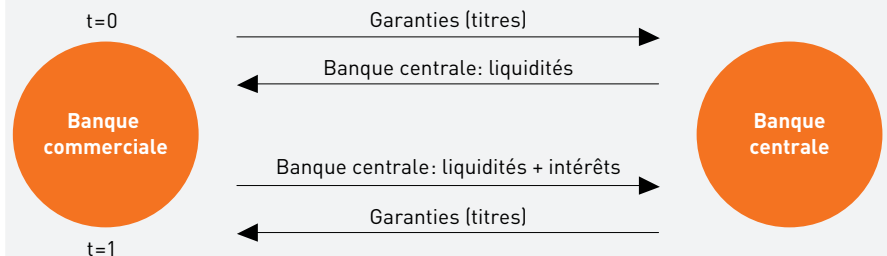 t=0
Garanties (titres)
Banque centrale: liquidités
Banque
commerciale
Banque
centrale
Banque centrale: liquidités + intérêts
Garanties (titres)
t=1